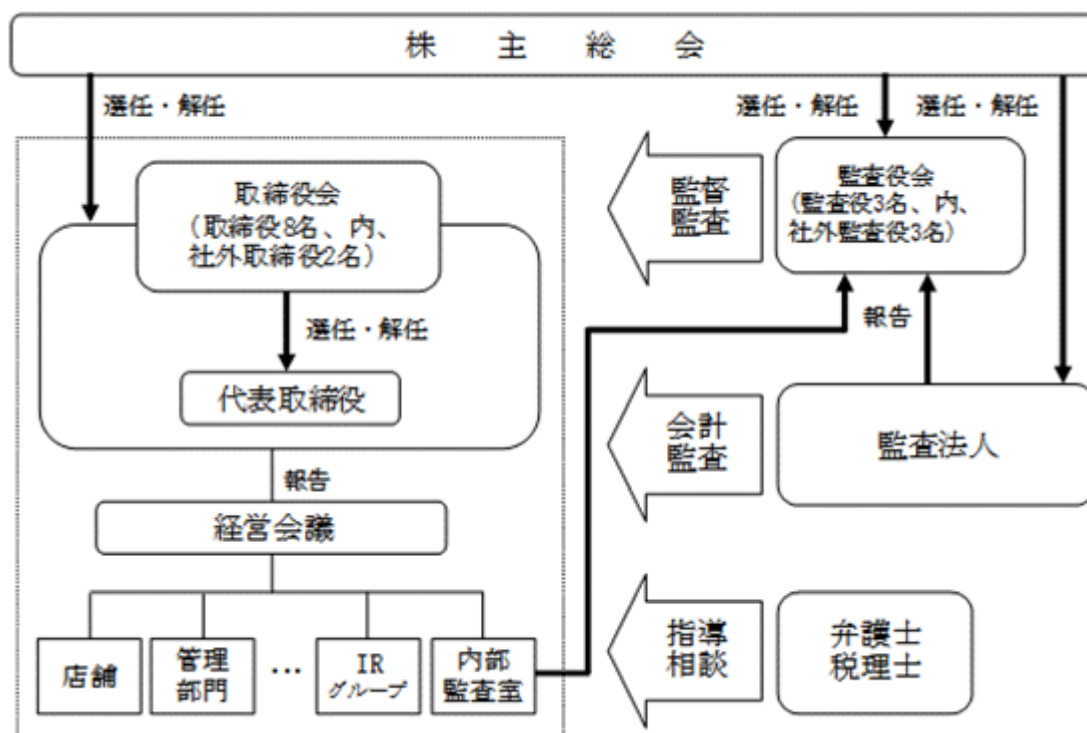 株主総会
選任・解任
選任・解任
選任・解任
取締役会
(取締役8名、内、
社外取締役2名)
監督
監査
監査役会
(監査役3名、内、
社外監査役3名)
選任・解任
報告
代表取締役
会計
監査
監査法人
報告
経営会議
店舗
管理
部門
…
IR
グループ
内部
監査室
指導
相談
弁護士
税理士